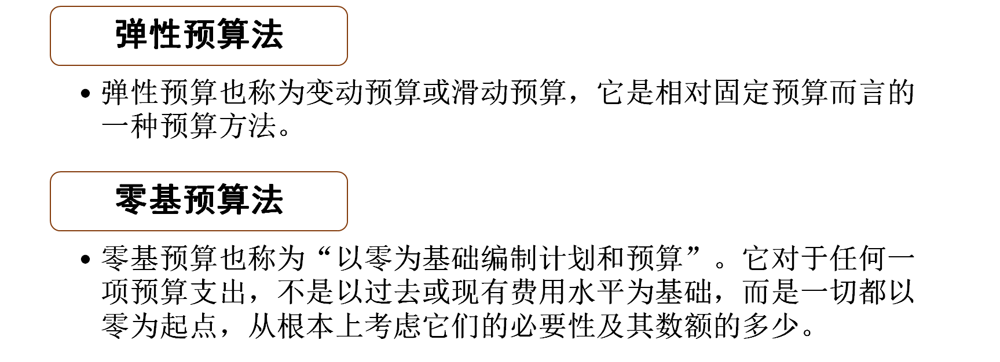 弹性预算法
• 弹性预算也称为变动预算或滑动预算，它是相对固定预算而言的
一种预算方法。
零基预算法
• 零基预算也称为“以零为基础编制计划和预算”。它对于任何一
项预算支出，不是以过去或现有费用水平为基础，而是一切都以
零为起点，从根本上考虑它们的必要性及其数额的多少。